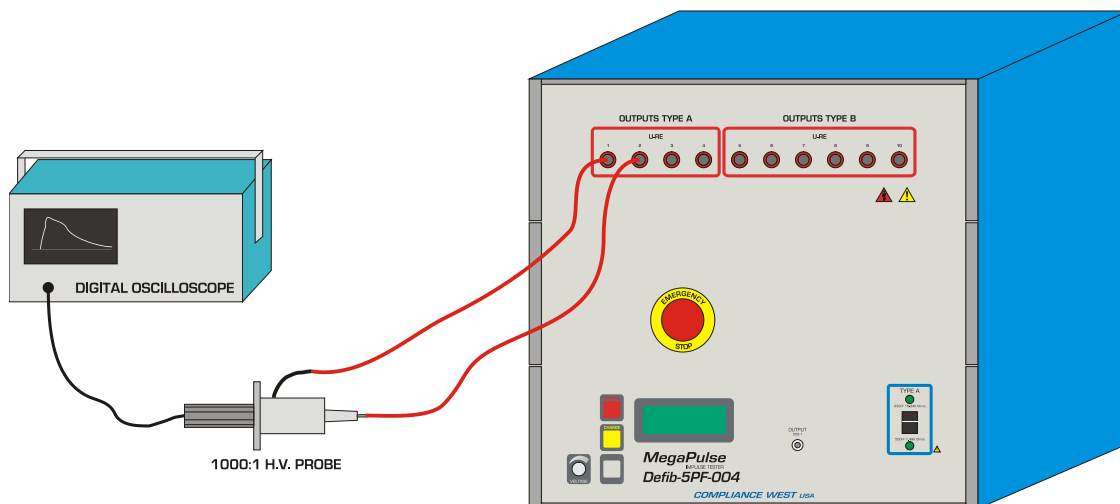 OUTPUTS TYPE A
OUTPUTS TYPE B
U-RE
U-RE
1 2 3 4 5 6 7 8 9 10
EMERGENCY
STOP
DIGITAL OSCILLOSCOPE
1000:1 H.V. PROBE
CHARGE
VOLTAGE
MegaPulse
IMPULSE TESTER
Defib-5PF-004
OUTPUT
TYPE A
COMPLIANCE WEST USA